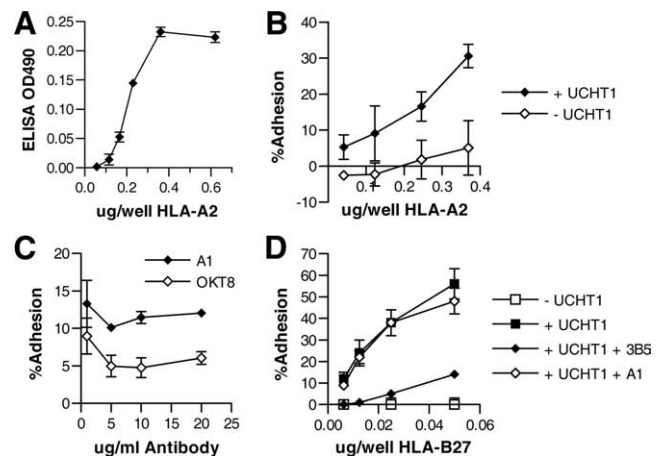 A
ELISA OD490
0.25
0.20
0.15
0.10
0.05
0.00
0.0 0.2 0.4 0.6
ug/well HLA-A2
B
%Adhesion
40
30
20
10
0
-10
0.1 0.2 0.3 0.4
ug/well HLA-A2
+ UCHT1
- UCHT1
C
%Adhesion
20
15
10
5
0
0 5 10 15 20 25
ug/ml Antibody
A1
OKT8
D
%Adhesion
70
60
50
40
30
20
10
0
0.00 0.02 0.04 0.06
ug/well HLA-B27
- UCHT1
+ UCHT1
+ UCHT1 + 3B5
+ UCHT1 + A1